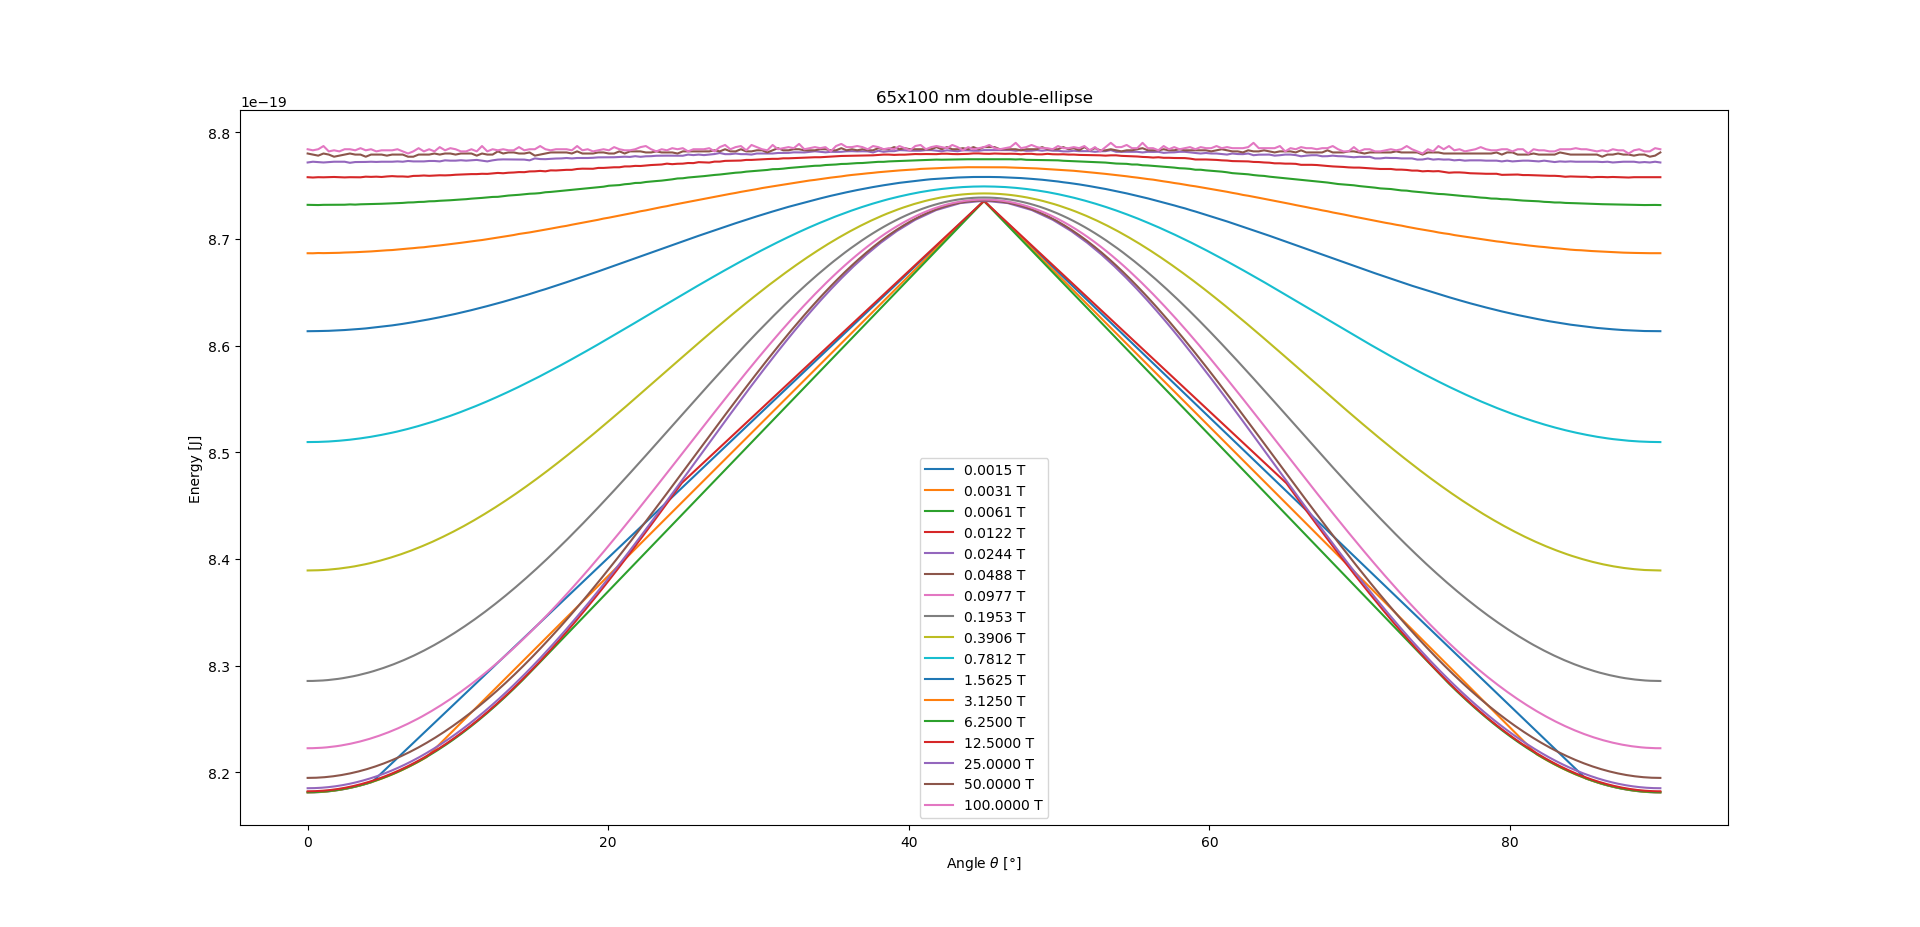 65x100 nm double-ellipse
1e−19
8.8
8.7
8.6
8.5
8.4
8.3
8.2
Energy [J]
0.0015 T
0.0031 T
0.0061 T
0.0122 T
0.0244 T
0.0488 T
0.0977 T
0.1953 T
0.3906 T
0.7812 T
1.5625 T
3.1250 T
6.2500 T
12.5000 T
25.0000 T
50.0000 T
100.0000 T
0 20 40 60 80
Angle θ [°]